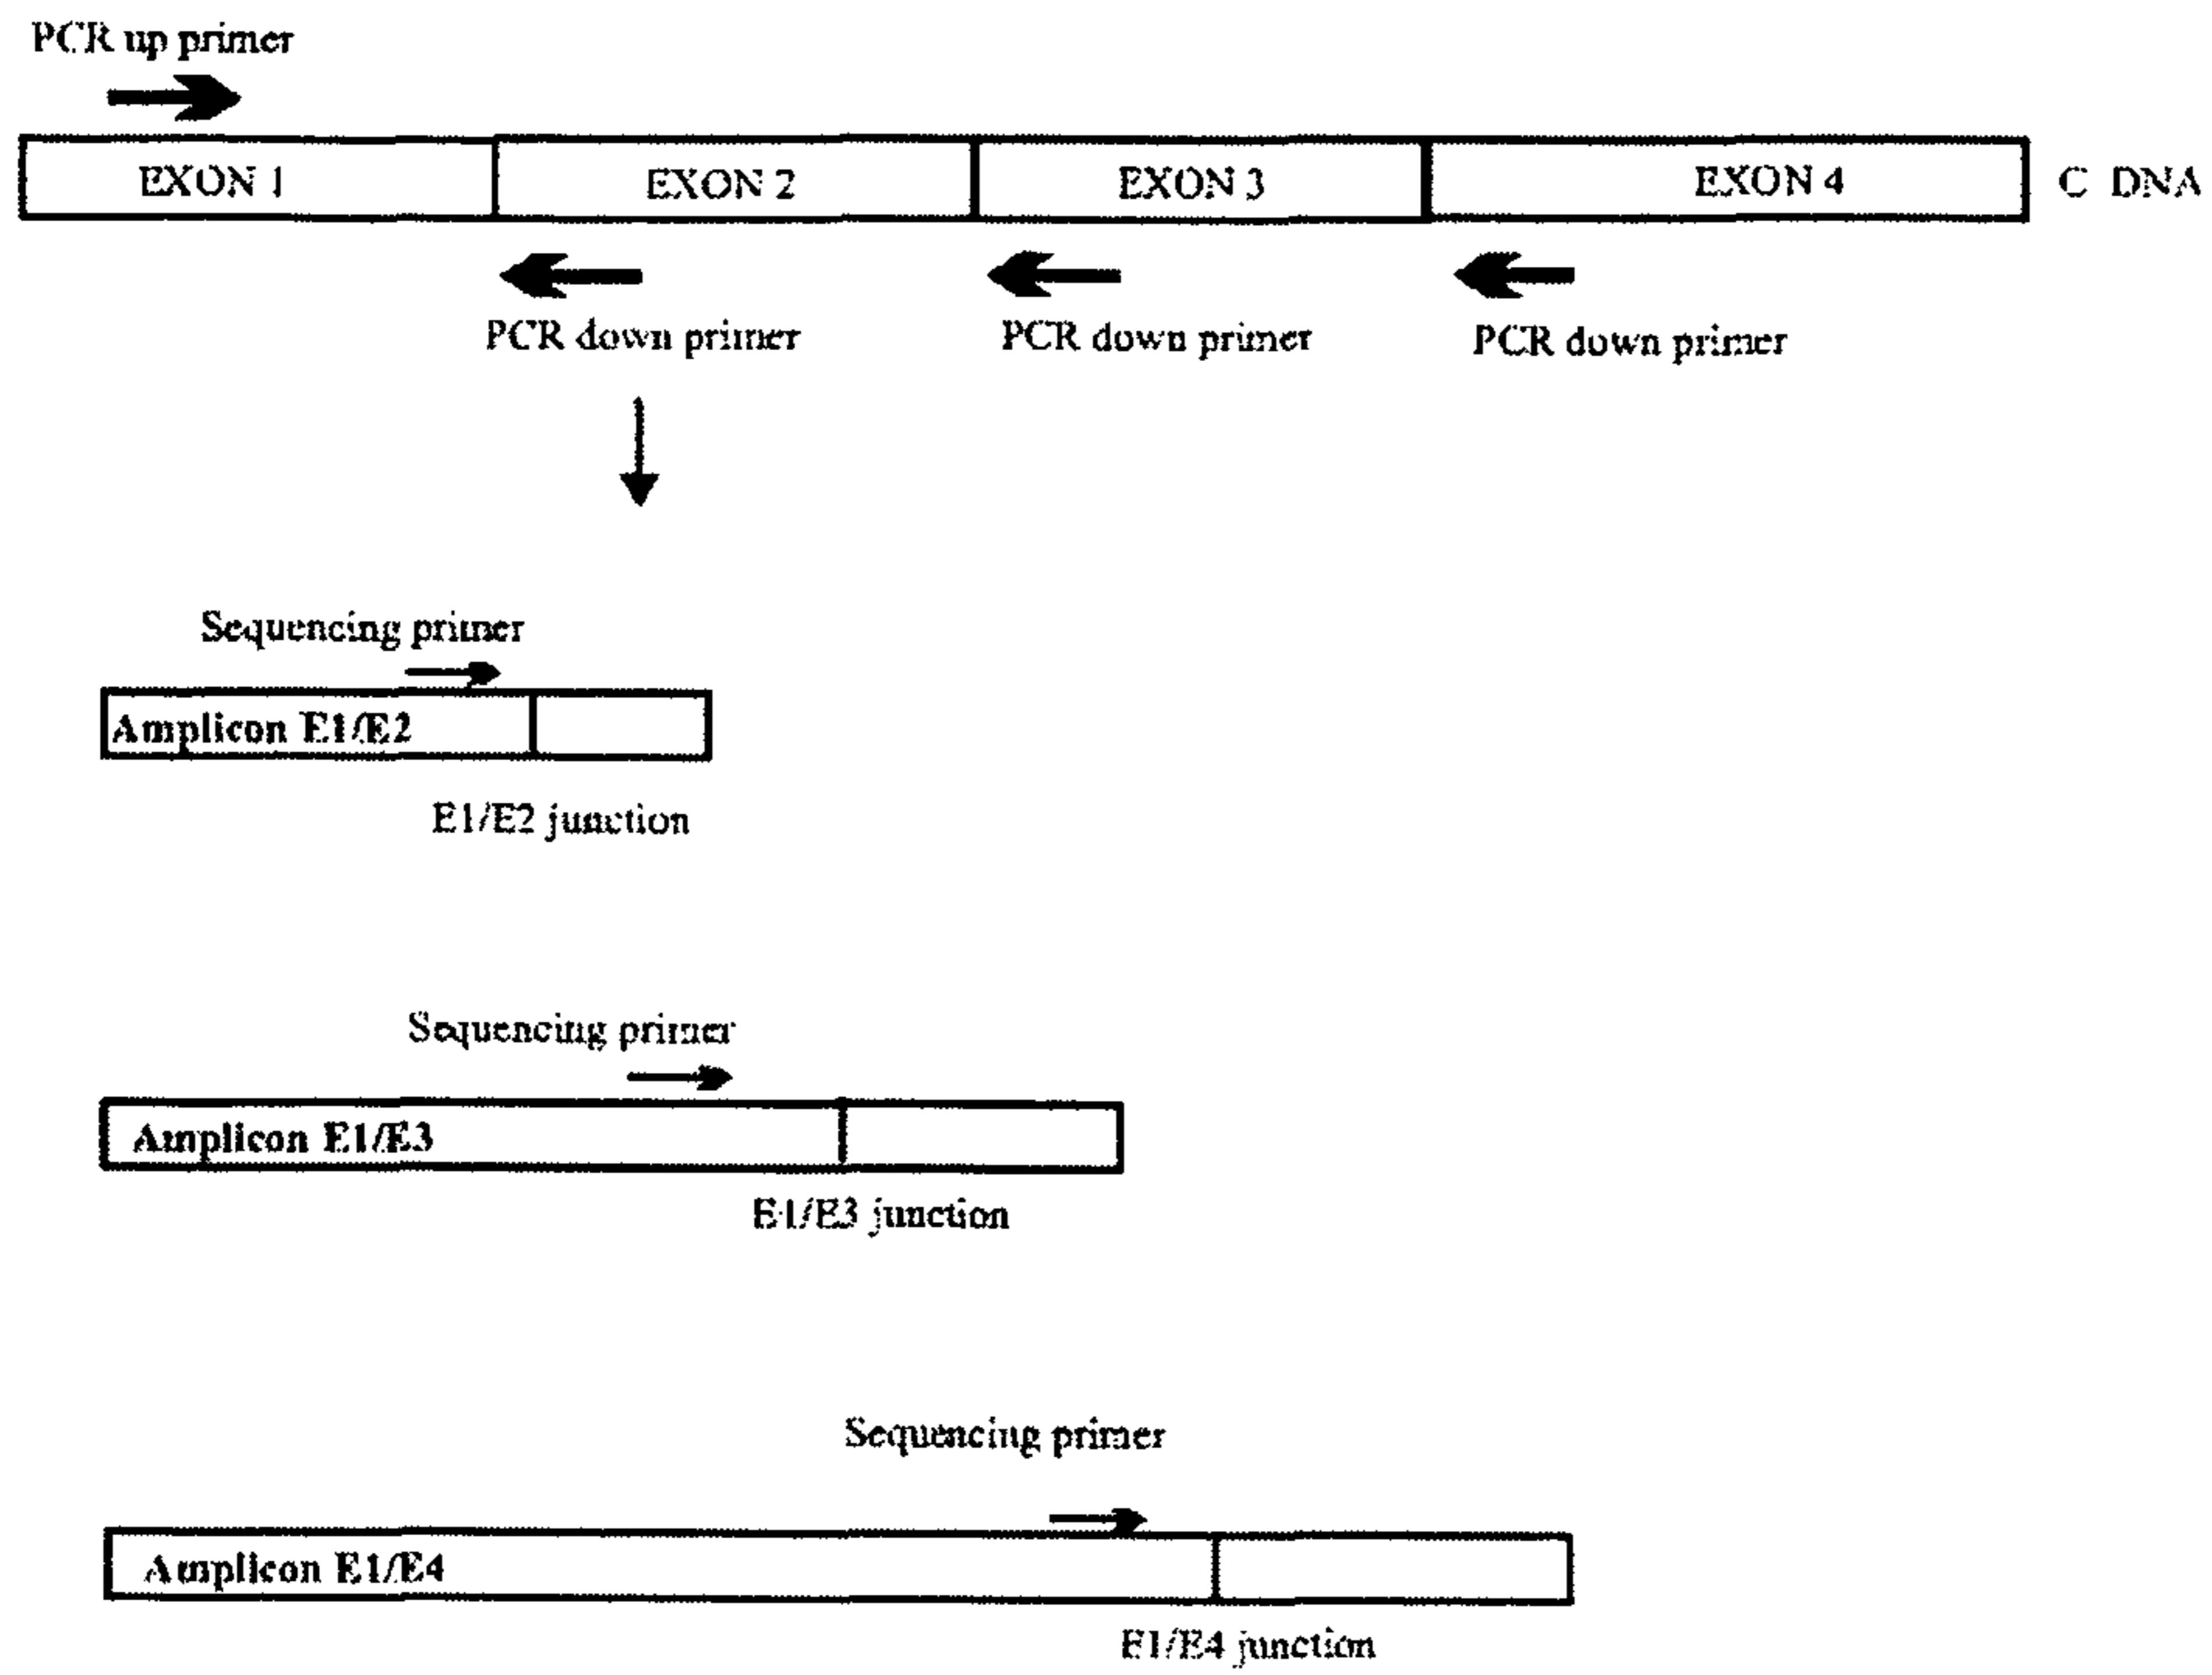 PCR up primer
EXON 1
EXON 2
EXON 3
EXON 4
C DNA
PCR down primer
PCR down primer
PCR down primer
Sequencing primer
Amplicon E1/E2
E1/E2 junction
Sequencing primer
Amplicon E1/E3
E1/E3 junction
Sequencing primer
Amplicon E1/E4
E1/E4 junction